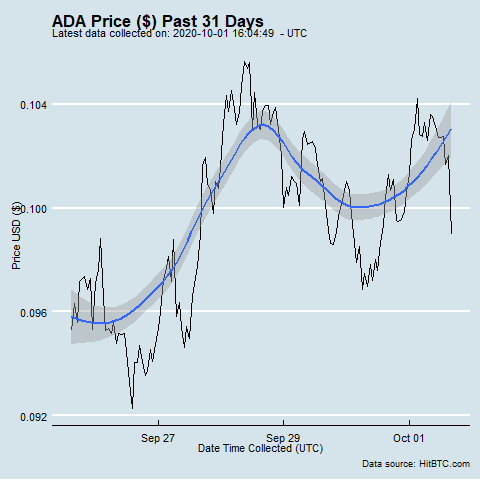 ADA Price ($) Past 31 Days
Latest data collected on: 2020-10-01 16:04:49 - UTC
Price USD ($)
0.104
0.100
0.096
0.092
Sep 27
Sep 29
Oct 01
Date Time Collected (UTC)
Data source: HitBTC.com